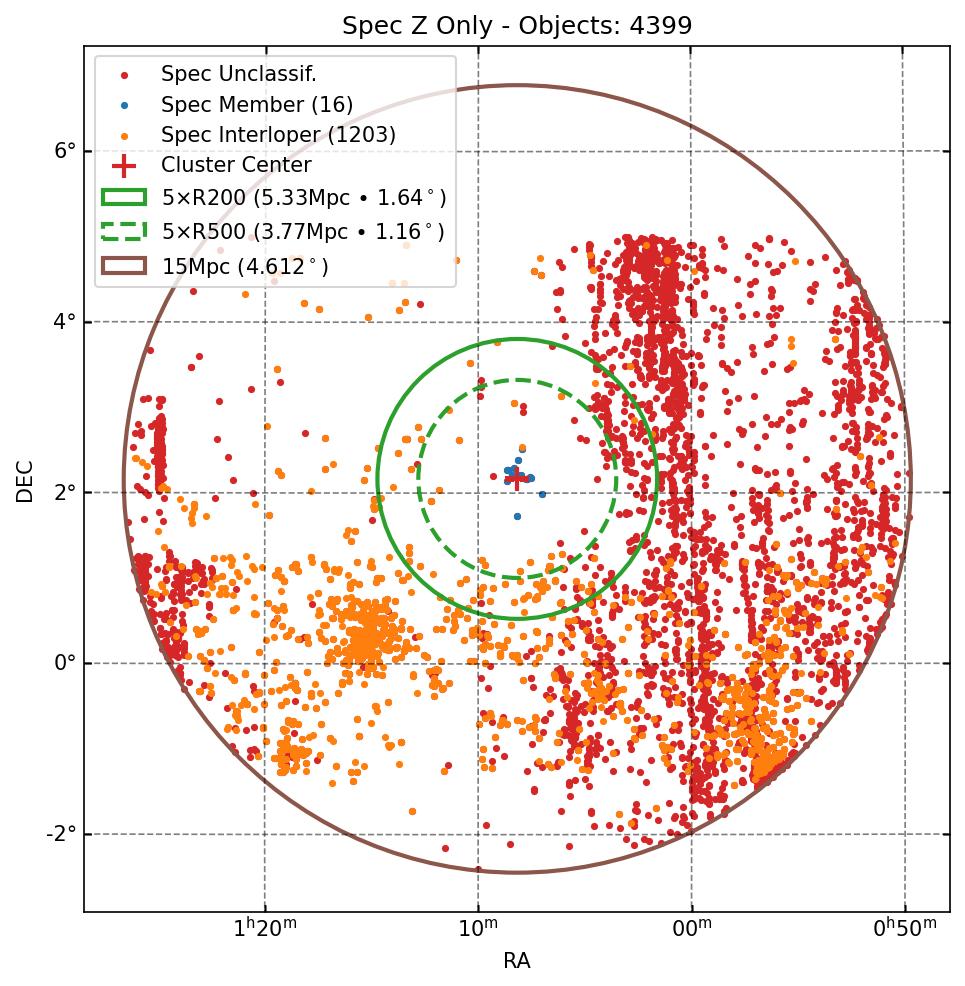 Spec Z Only - Objects: 4399
Spec Unclassif.
Spec Member (16)
Spec Interloper (1203)
Cluster Center
5×R200 (5.33Mpc • 1.64°)
5×R500 (3.77Mpc • 1.16°)
15Mpc (4.612°)
6°
4°
2°
0°
-2°
DEC
1ʰ20ᵐ
10ᵐ
00ᵐ
0ʰ50ᵐ
RA